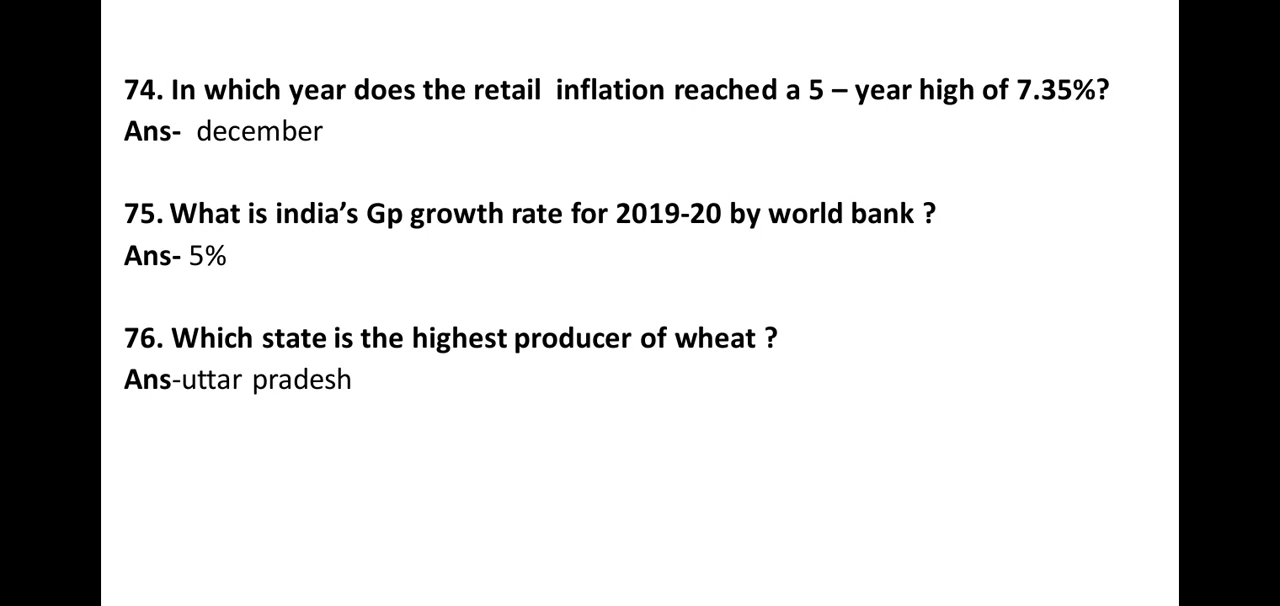 74. In which year does the retail  inflation reached a 5 – year high of 7.35%?
Ans-  december
75. What is india’s Gp growth rate for 2019-20 by world bank ?
Ans- 5%
76. Which state is the highest producer of wheat ?
Ans-uttar pradesh